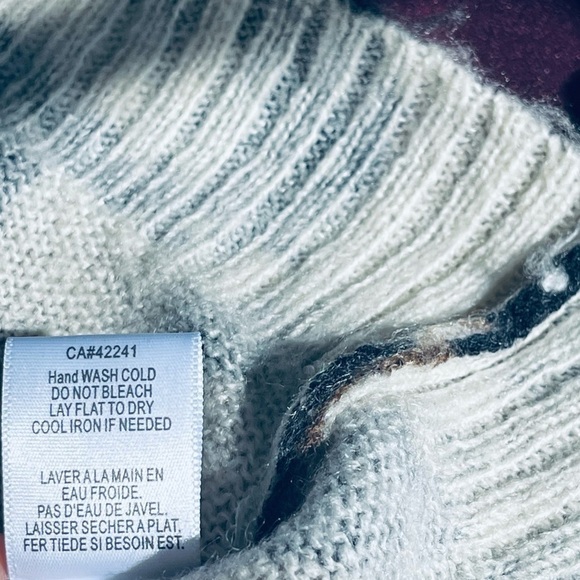 CA#42241
Hand WASH COLD
DO NOT BLEACH
LAY FLAT TO DRY
COOL IRON IF NEEDED
LAVER A LA MAIN EN
EAU FROIDE.
PAS D'EAU DE JAVEL.
LAISSER SECHER A PLAT,
FER TIEDE SI BESOIN EST.